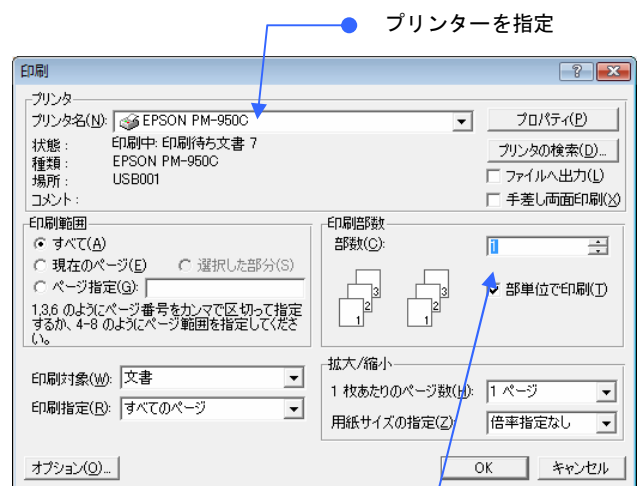 プリンターを指定
印刷
プリンタ
プリンタ名(N): EPSON PM-950C
プロパティ(P)
状態： 印刷中: 印刷待ち文書 7
プリンタの検索(D)...
種類： EPSON PM-950C
場所： USB001
ファイルへ出力(L)
コメント：
手差し両面印刷(X)
印刷範囲
すべて(A)
現在のページ(E) 選択した部分(S)
ページ指定(G):
1,3,6 のようにページ番号をカンマで区切って指定
するか、4-8 のようにページ範囲を指定してくださ
い。
印刷部数
部数(C): 1
部単位で印刷(T)
3 3
2 2
1 1
印刷対象(W): 文書
印刷指定(R): すべてのページ
拡大/縮小
1 枚あたりのページ数(H): 1 ページ
用紙サイズの指定(Z): 倍率指定なし
オプション(O)...
OK キャンセル